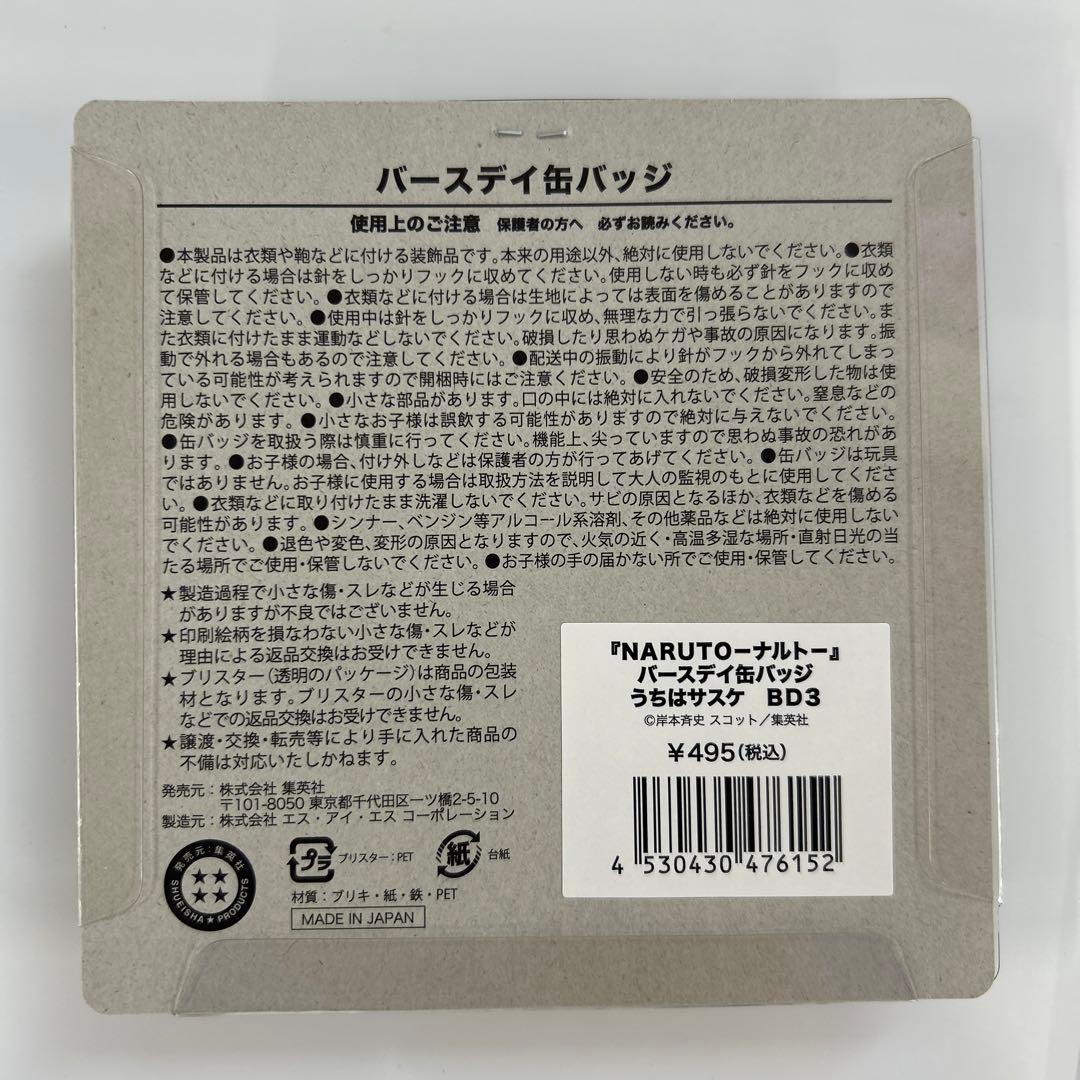 バースデイ缶バッジ
使用上のご注意 保護者の方へ 必ずお読みください。
●本製品は衣類や鞄などに付ける装飾品です。本来の用途以外、絶対に使用しないでください。●衣類
などに付ける場合は針をしっかりフックに収めてください。使用しない時も必ず針をフックに収め
て保管してください。●衣類などに付ける場合は生地によっては表面を傷めることがありますので
注意してください。●使用中は針をしっかりフックに収め、無理な力で引っ張らないでください。ま
た衣類に付けたまま運動などしないでください。破損したり思わぬケガや事故の原因になります。振
動で外れる場合もあるので注意してください。●配送中の振動により針がフックから外れてしまっ
ている可能性が考えられますので開梱時にはご注意ください。●安全のため、破損変形した物は使
用しないでください。●小さな部品があります。口の中には絶対に入れないでください。窒息などの
危険があります。●小さなお子様は誤飲する可能性がありますので絶対に与えないでください。
●缶バッジを取扱う際は慎重に行ってください。機能上、尖っていますので思わぬ事故の恐れがあ
ります。●お子様の場合、付け外しなどは保護者の方が行ってあげてください。●缶バッジは玩具
ではありません。お子様に使用する場合は取扱方法を説明して大人の監視のもとに使用してくださ
い。●衣類などに取り付けたまま洗濯しないでください。サビの原因となるほか、衣類などを傷める
可能性があります。●シンナー、ベンジン等アルコール系溶剤、その他薬品などは絶対に使用しない
でください。●退色や変色、変形の原因となりますので、火気の近く・高温多湿な場所・直射日光の当
たる場所でご使用・保管しないでください。●お子様の手の届かない所でご使用・保管してください。
★製造過程で小さな傷・スレなどが生じる場合
がありますが不良ではございません。
★印刷絵柄を損なわない小さな傷・スレなどが
理由による返品交換はお受けできません。
★ブリスター（透明のパッケージ）は商品の包装
材となります。ブリスターの小さな傷・スレ
などでの返品交換はお受けできません。
★譲渡・交換・転売等により手に入れた商品の
不備は対応いたしかねます。
発売元：株式会社 集英社
〒101-8050 東京都千代田区一ツ橋2-5-10
製造元：株式会社 エス・アイ・エス コーポレーション
発売元：集英社
SHUEISHA★PRODUCTS
プラ ブリスター：PET 紙 台紙
材質：ブリキ・紙・鉄・PET
MADE IN JAPAN
『NARUTOーナルトー』
バースデイ缶バッジ
うちはサスケ BD3
©岸本斉史 スコット／集英社
¥495(税込)
4 530430 476152